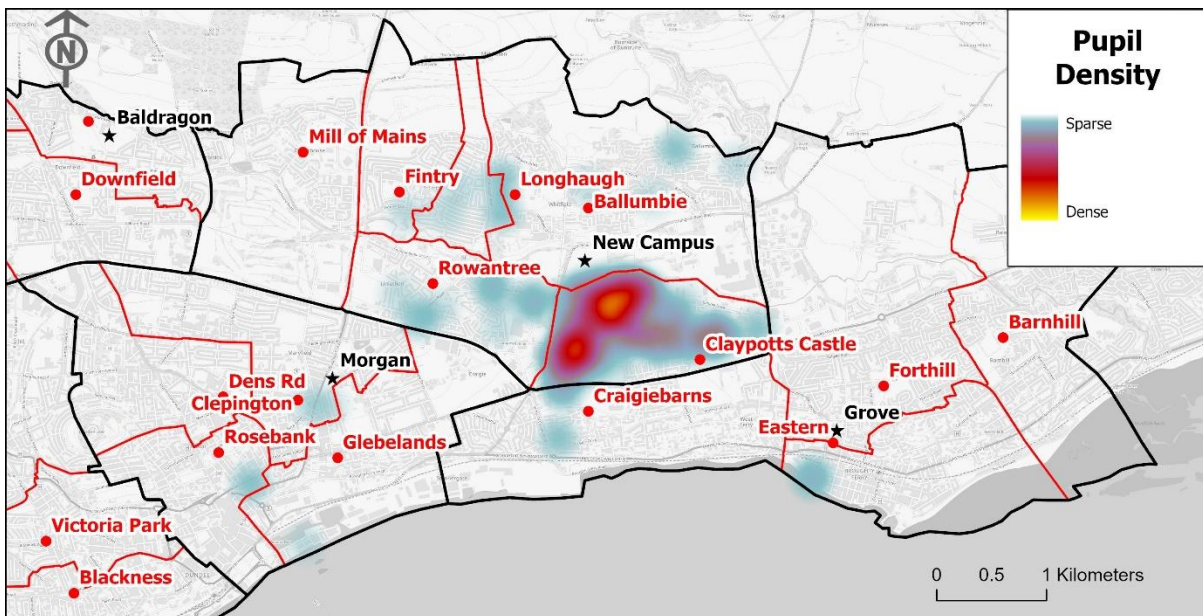 N
Pupil
Density
Sparse
Dense
Baldragon
Mill of Mains
Downfield
Fintry
Longhaugh
Ballumbie
New Campus
Rowantree
Barnhill
Claypotts Castle
Morgan
Forthill
Dens Rd
Clepington
Craigiebarns
Grove
Eastern
Rosebank
Glebelands
Victoria Park
Blackness
0 0.5 1 Kilometers